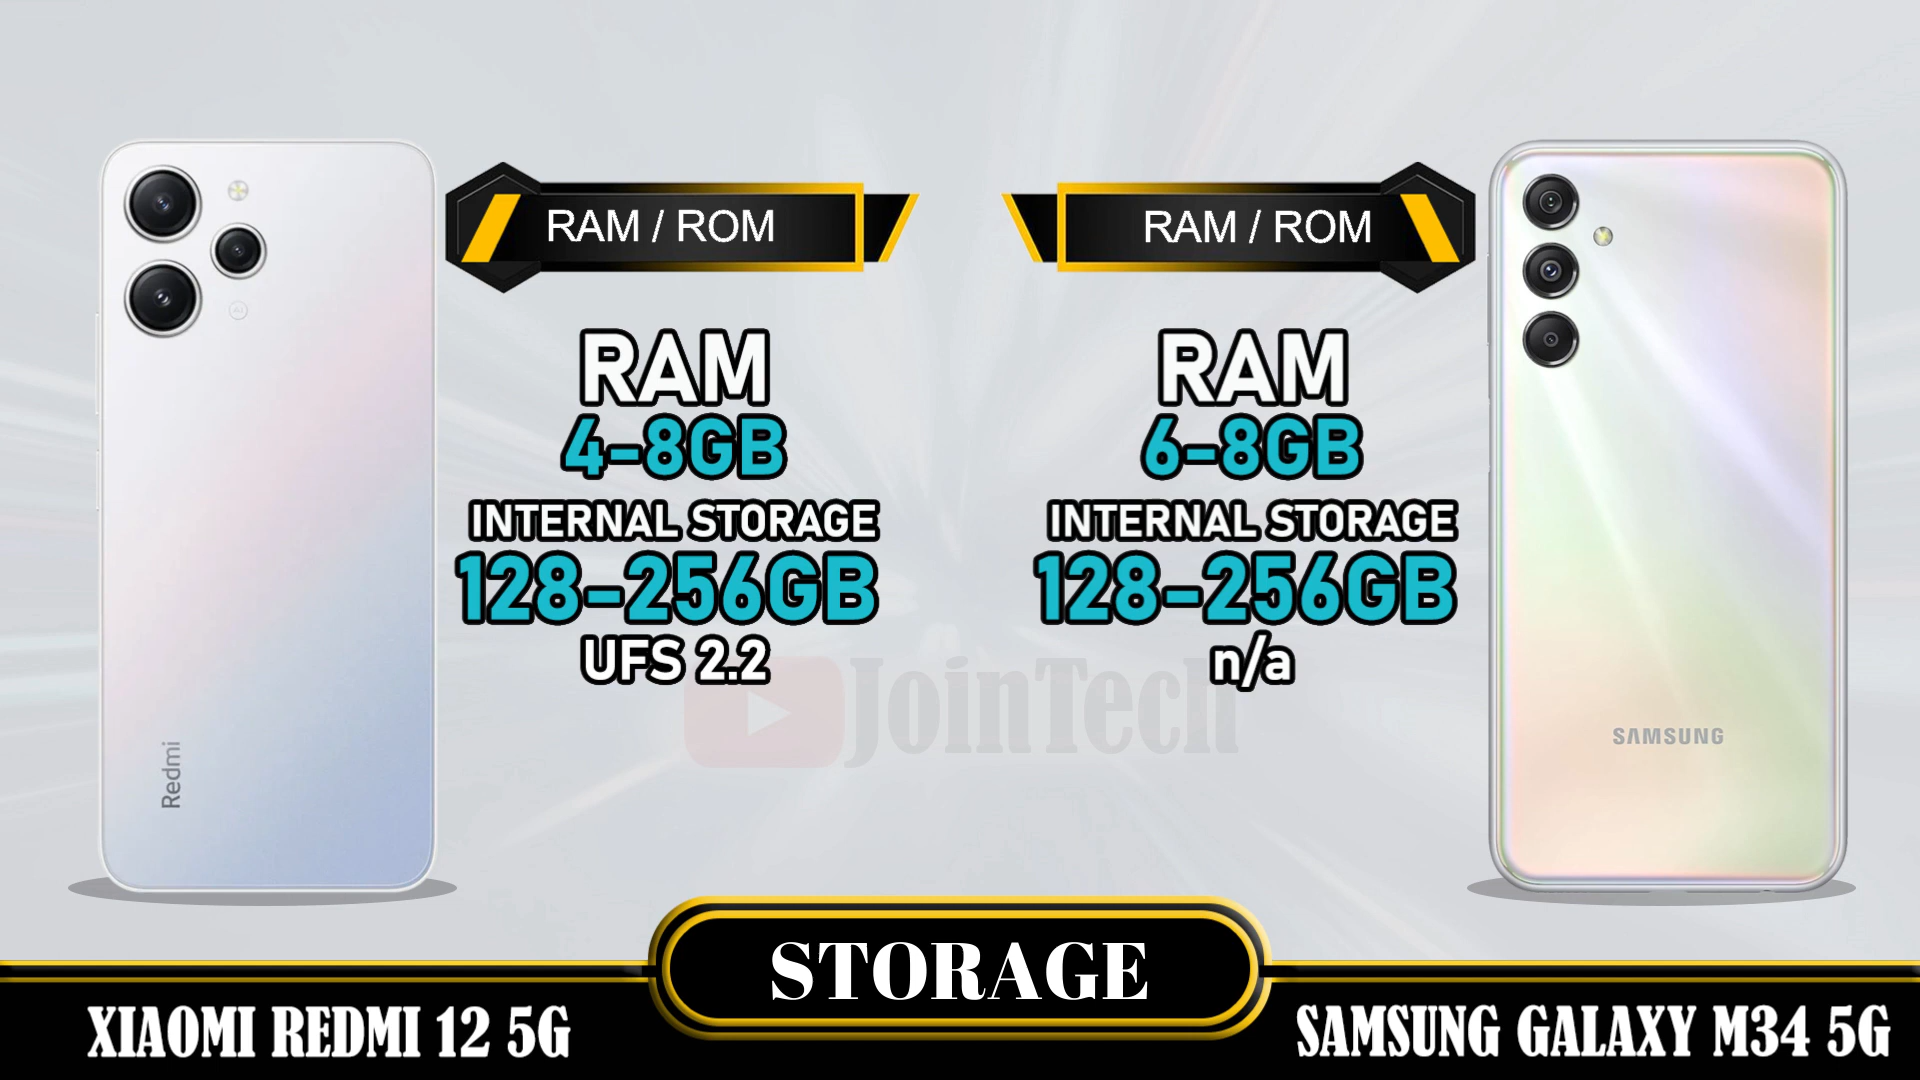 RAM / ROM
RAM
4-8GB
INTERNAL STORAGE
128-256GB
UFS 2.2
RAM / ROM
RAM
6-8GB
INTERNAL STORAGE
128-256GB
n/a
JoinTech
Redmi
AI
SAMSUNG
STORAGE
XIAOMI REDMI 12 5G
SAMSUNG GALAXY M34 5G